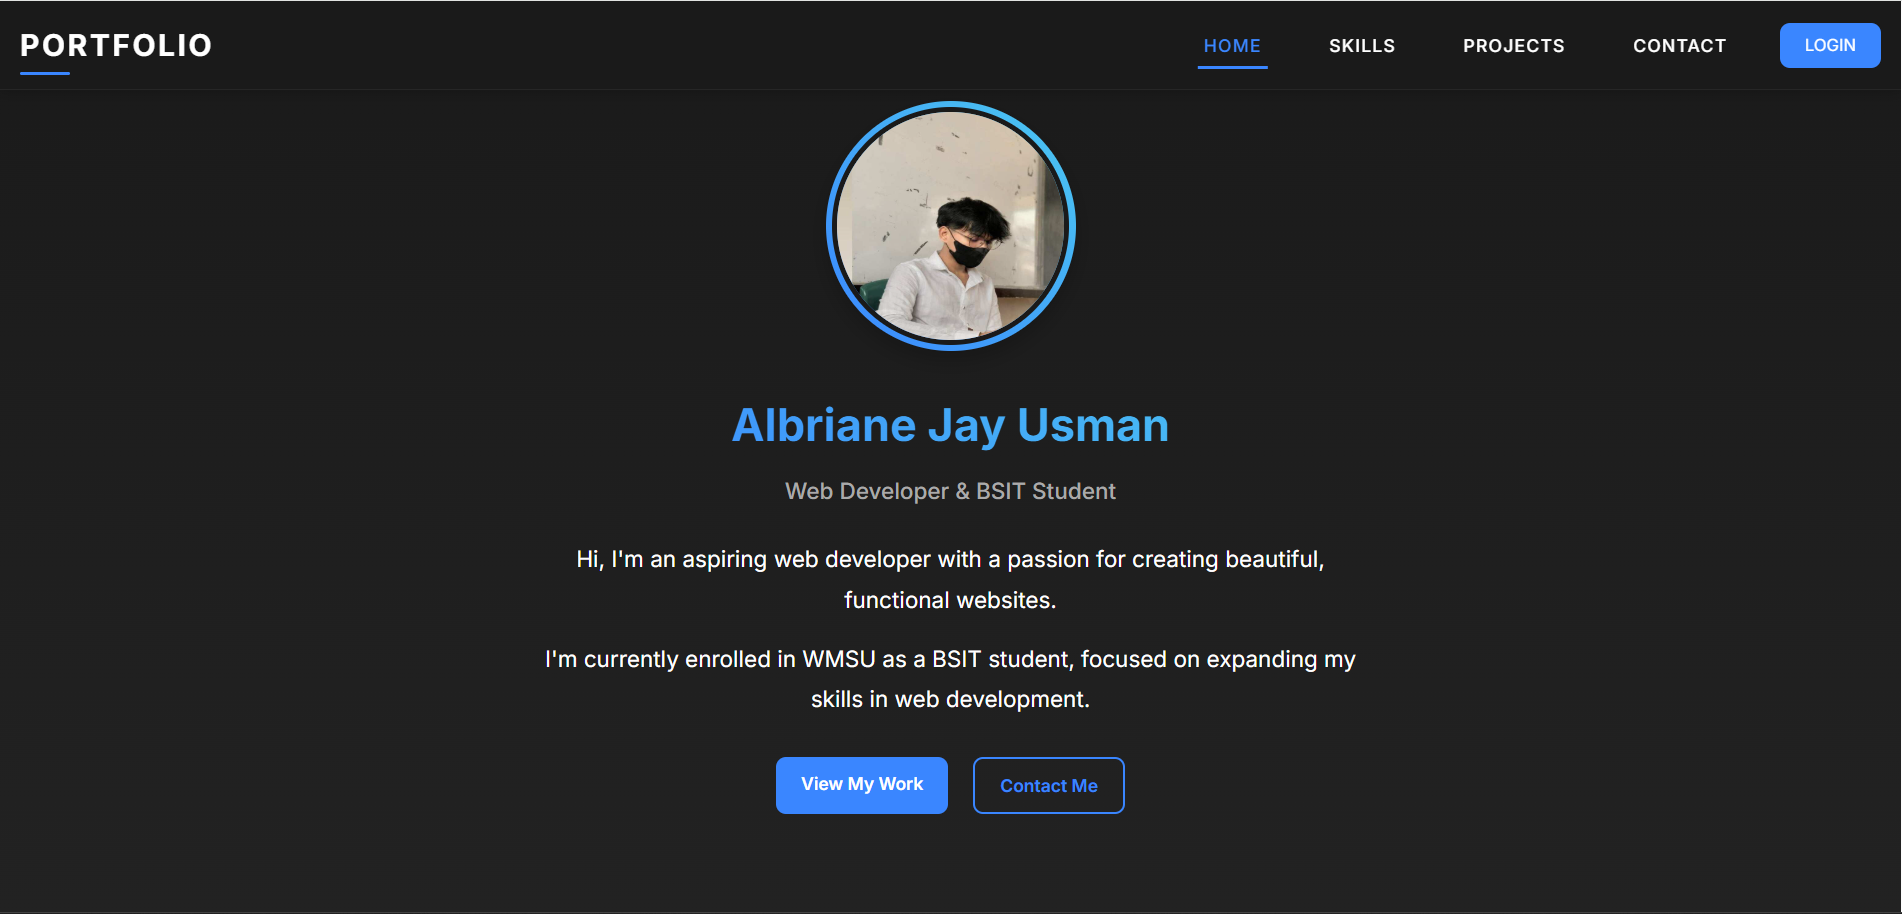 PORTFOLIO
HOME
SKILLS
PROJECTS
CONTACT
LOGIN
Albriane Jay Usman
Web Developer & BSIT Student
Hi, I'm an aspiring web developer with a passion for creating beautiful,
functional websites.
I'm currently enrolled in WMSU as a BSIT student, focused on expanding my
skills in web development.
View My Work
Contact Me